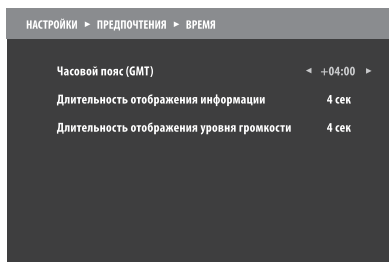 НАСТРОЙКИ ► ПРЕДПОЧТЕНИЯ ► ВРЕМЯ
Часовой пояс (GMT) ◄ +04:00 ►
Длительность отображения информации 4 сек
Длительность отображения уровня громкости 4 сек